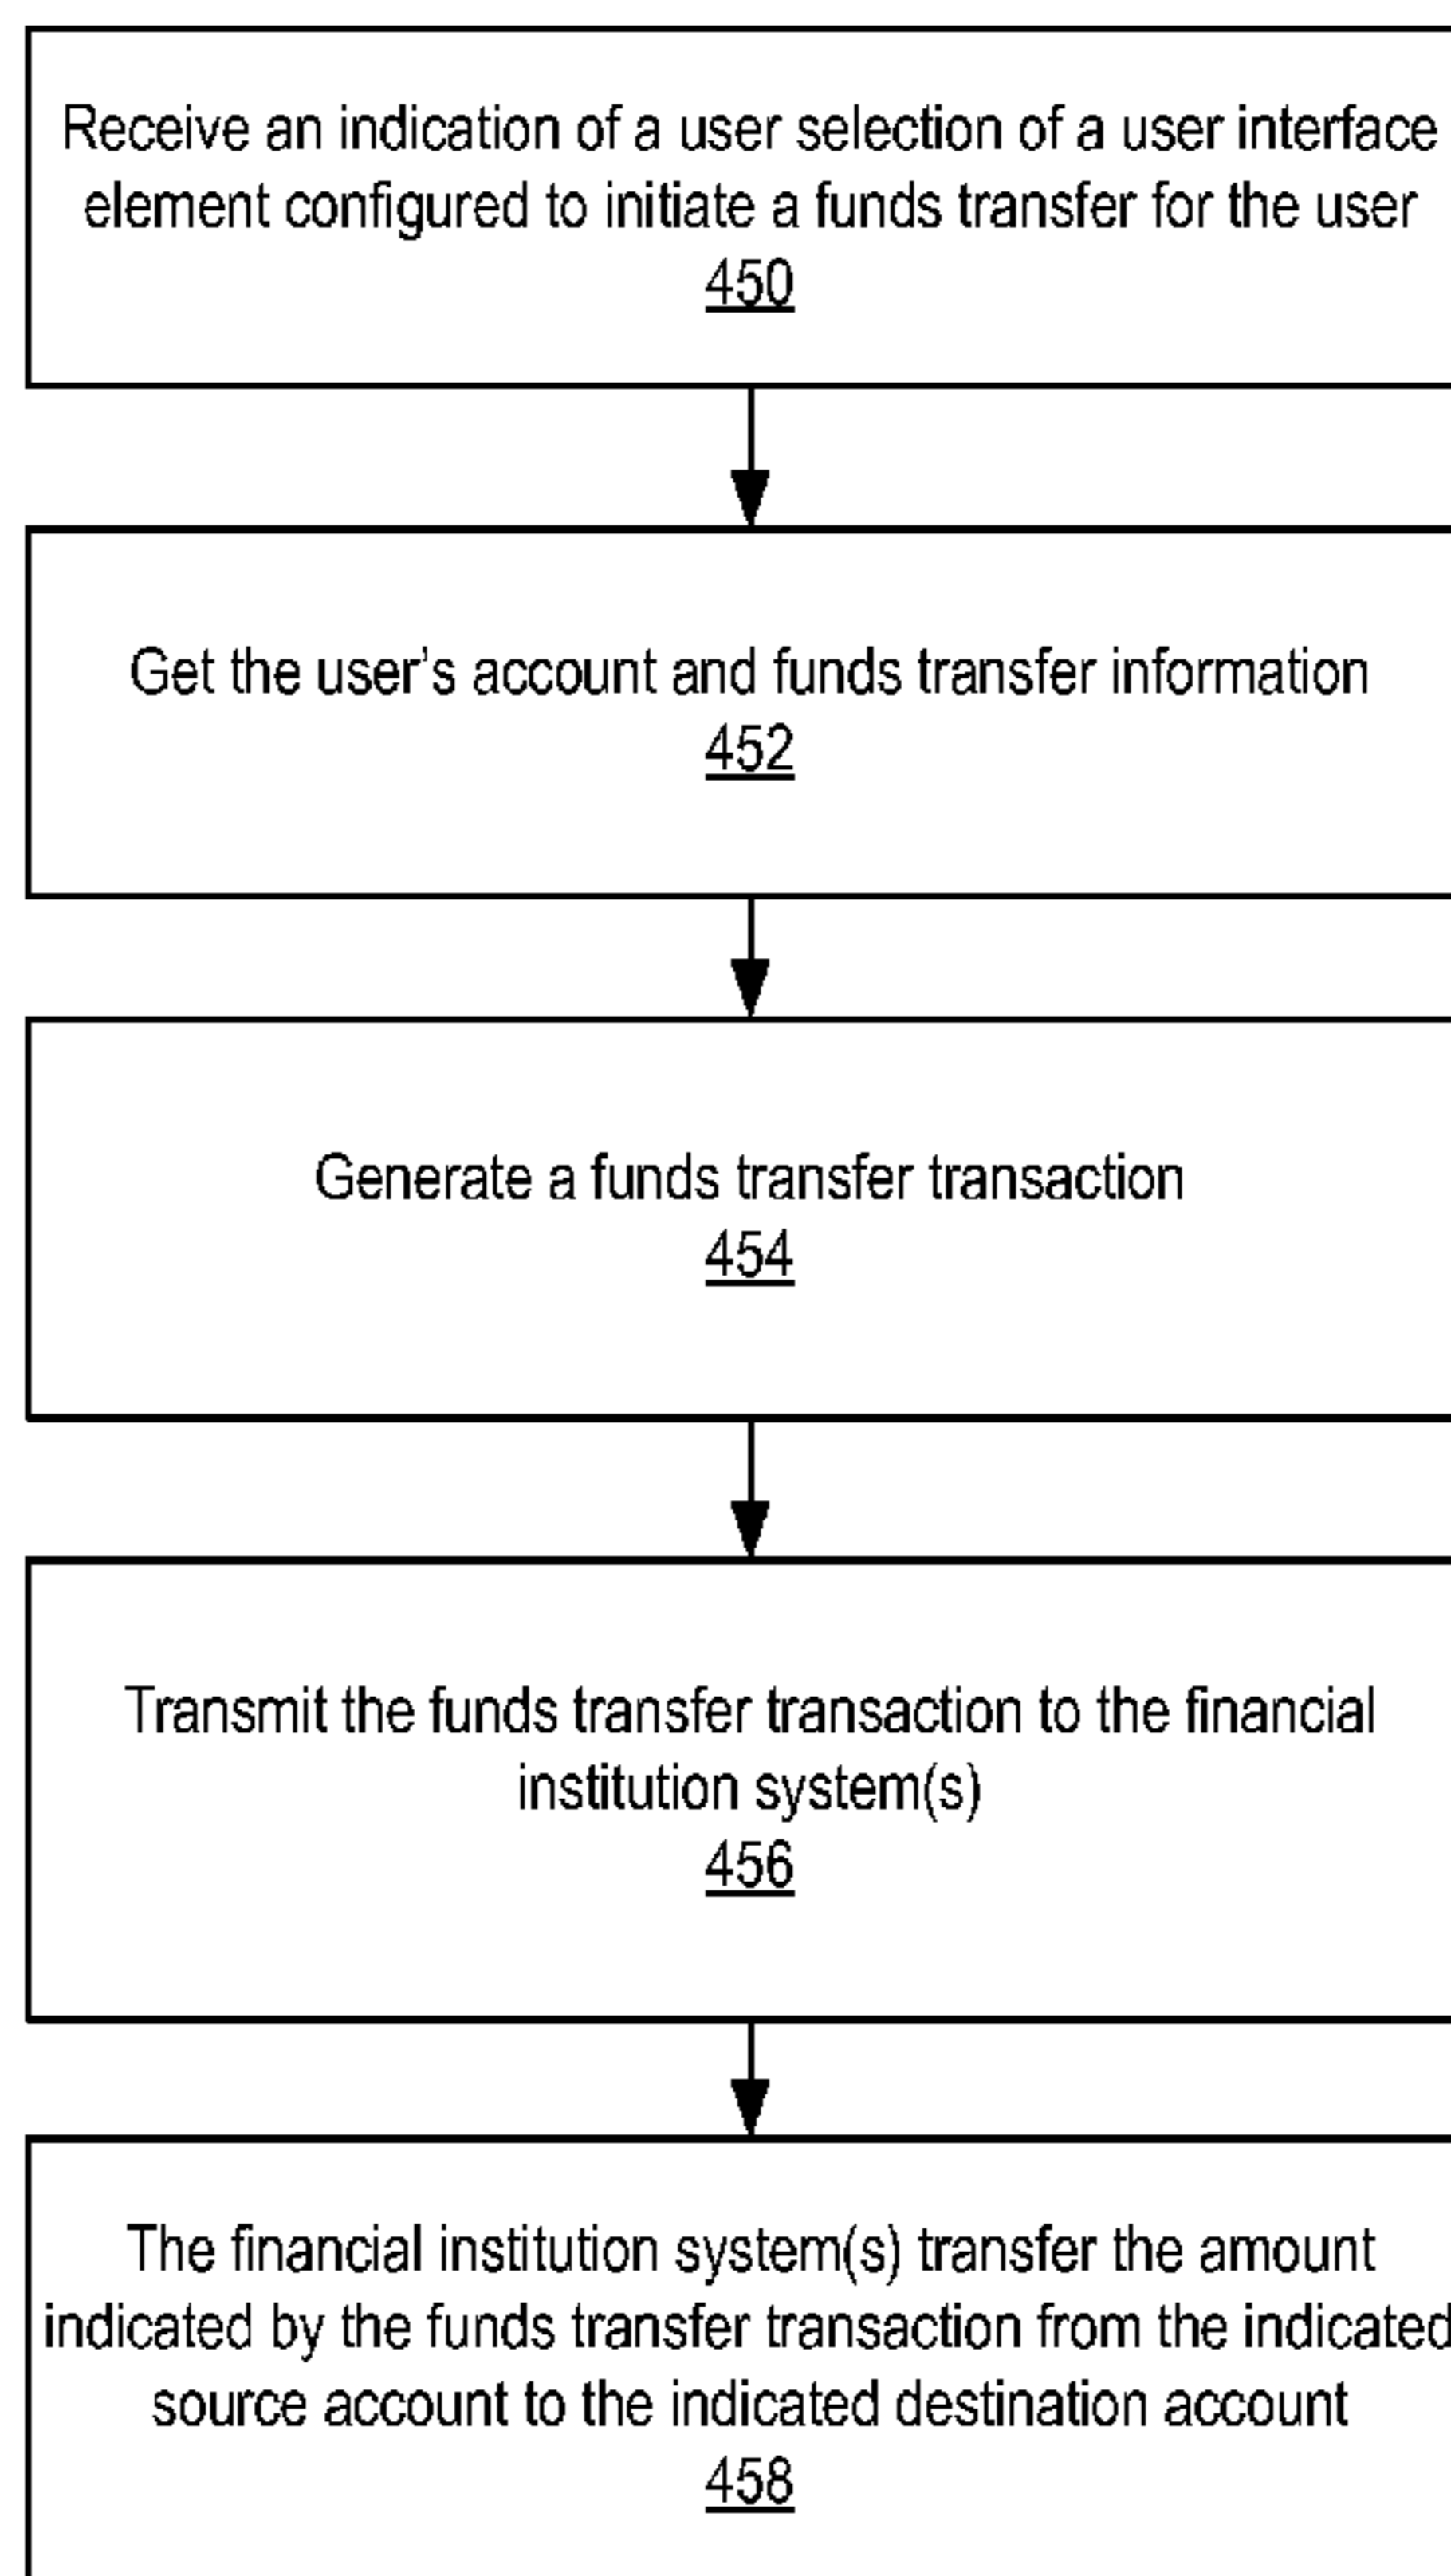 Receive an indication of a user selection of a user interface
element configured to initiate a funds transfer for the user
450
Get the user's account and funds transfer information
452
Generate a funds transfer transaction
454
Transmit the funds transfer transaction to the financial
institution system(s)
456
The financial institution system(s) transfer the amount
indicated by the funds transfer transaction from the indicated
source account to the indicated destination account
458